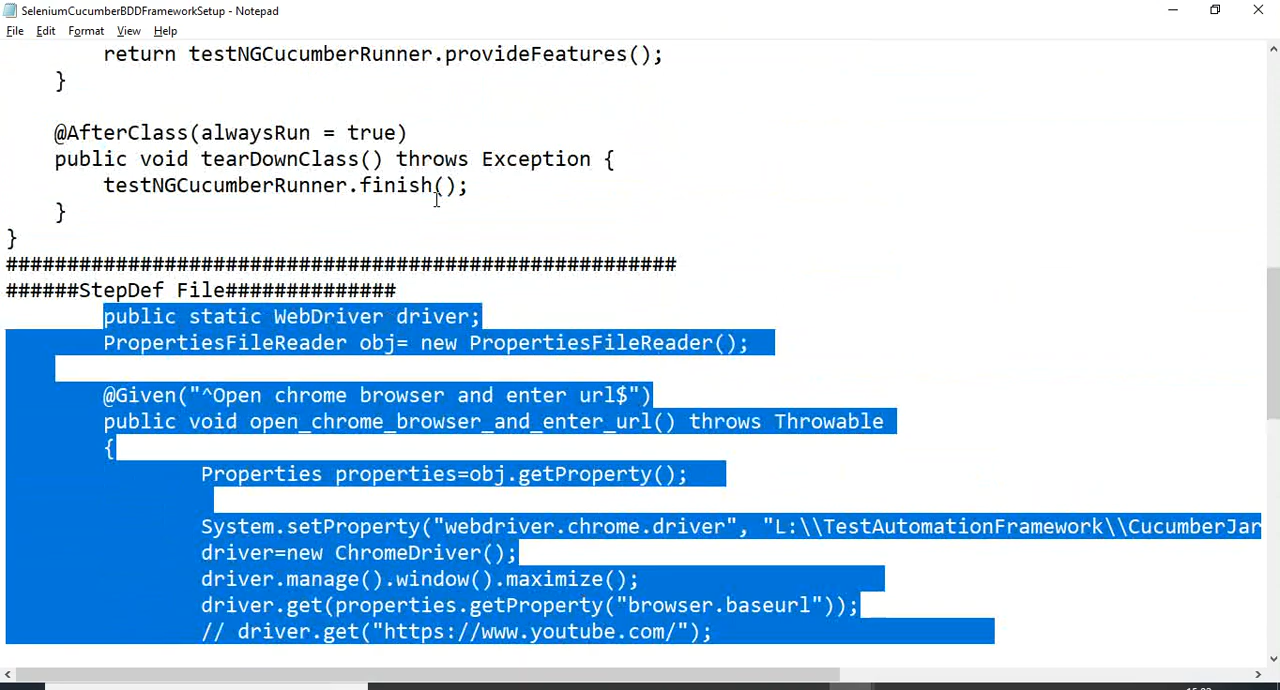 SeleniumCucumberBDDFrameworkSetup - Notepad
File Edit Format View Help
return testNGCucumberRunner.provideFeatures();
}
@AfterClass(alwaysRun = true)
public void tearDownClass() throws Exception {
testNGCucumberRunner.finish();
}
}
#######################################################
######StepDef File##############
public static WebDriver driver;
PropertiesFileReader obj= new PropertiesFileReader();
@Given("^Open chrome browser and enter url$")
public void open_chrome_browser_and_enter_url() throws Throwable
{
Properties properties=obj.getProperty();
System.setProperty("webdriver.chrome.driver", "L:\\TestAutomationFramework\\CucumberJar
driver=new ChromeDriver();
driver.manage().window().maximize();
driver.get(properties.getProperty("browser.baseurl"));
// driver.get("https://www.youtube.com/");